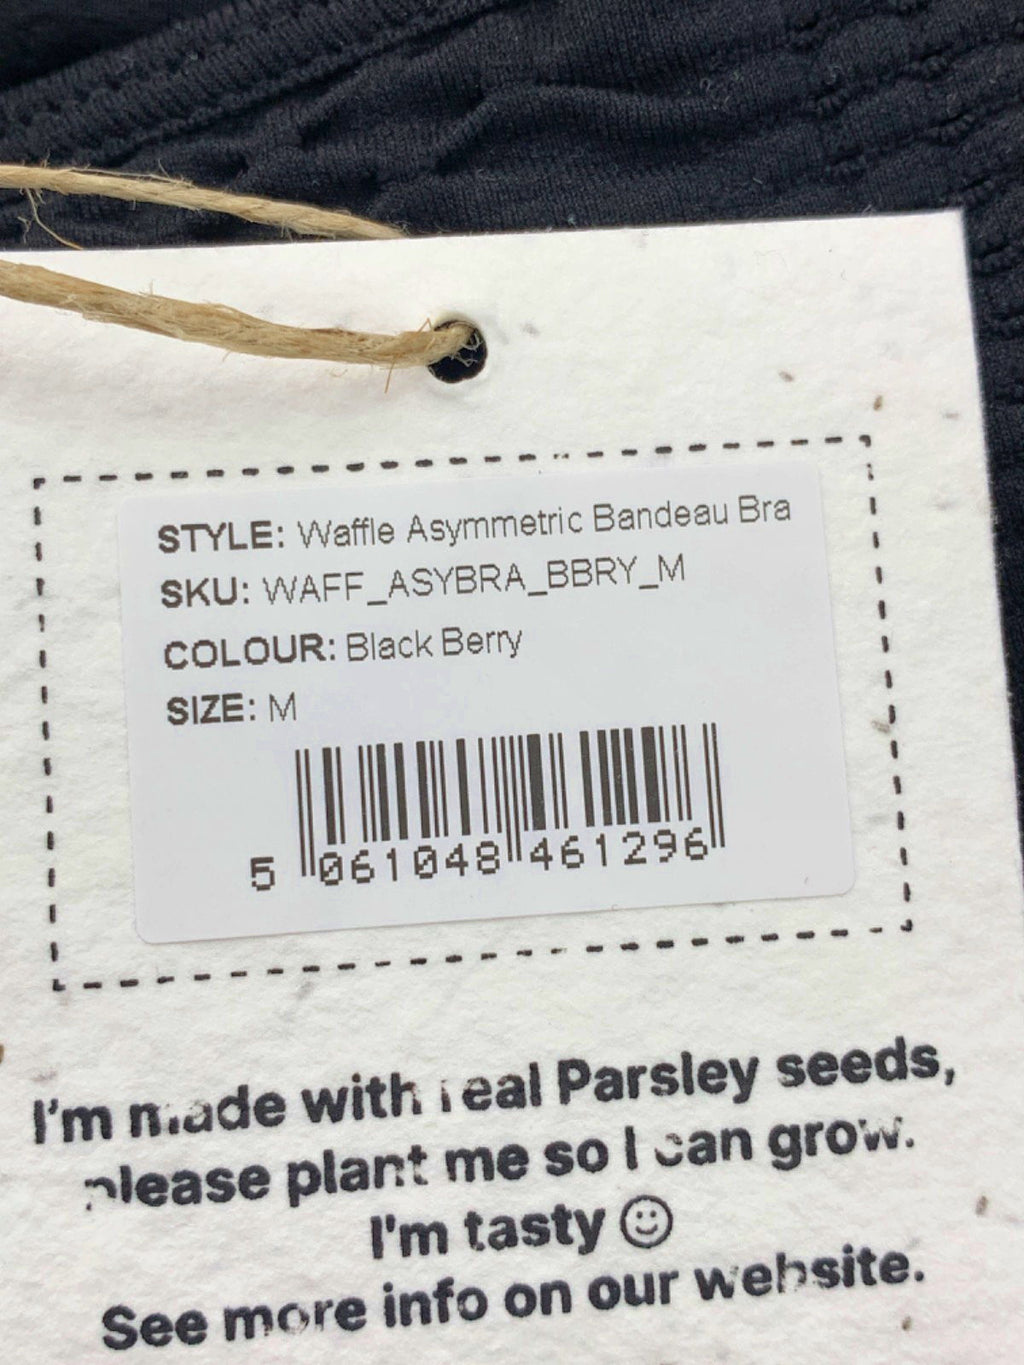 STYLE: Waffle Asymmetric Bandeau Bra
SKU: WAFF_ASYBRA_BBRY_M
COLOUR: Black Berry
SIZE: M
5 061048 461296
I'm made with real Parsley seeds,
please plant me so I can grow.
I'm tasty ☺
See more info on our website.